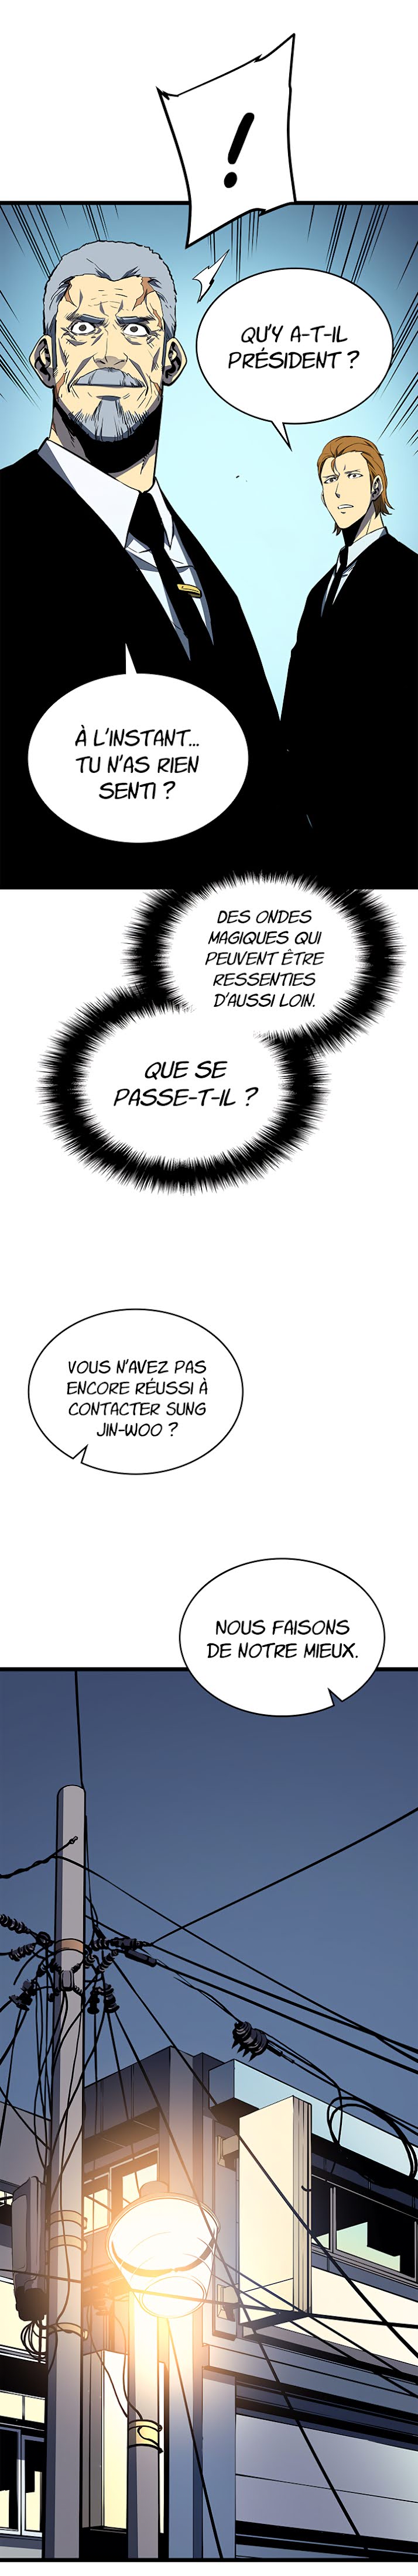 !
QU'Y A-T-IL
PRÉSIDENT ?
À L'INSTANT...
TU N'AS RIEN
SENTI ?
DES ONDES
MAGIQUES QUI
PEUVENT ÊTRE
RESSENTIES
D'AUSSI LOIN.
QUE SE
PASSE-T-IL ?
VOUS N'AVEZ PAS
ENCORE RÉUSSI À
CONTACTER SUNG
JIN-WOO ?
NOUS FAISONS
DE NOTRE MIEUX.